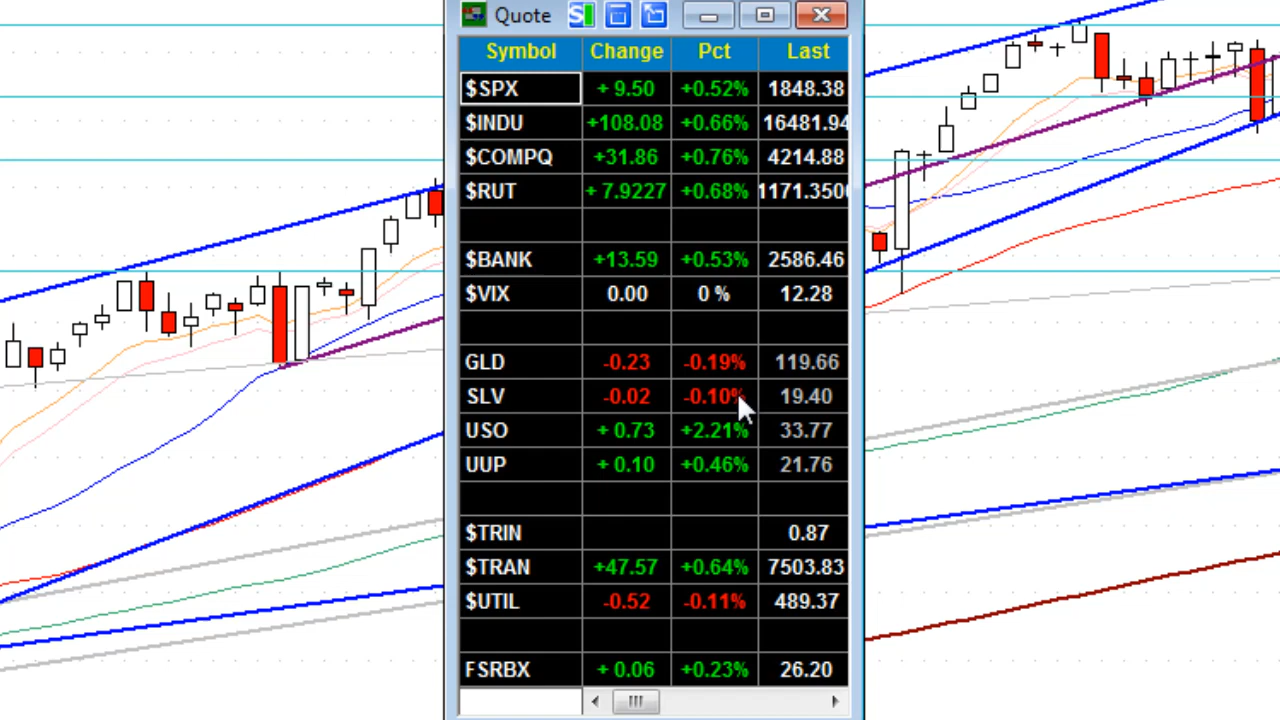 Quote
Symbol Change Pct Last
$SPX + 9.50 +0.52% 1848.38
$INDU +108.08 +0.66% 16481.94
$COMPQ +31.86 +0.76% 4214.88
$RUT + 7.9227 +0.68% 1171.350
$BANK +13.59 +0.53% 2586.46
$VIX 0.00 0 % 12.28
GLD -0.23 -0.19% 119.66
SLV -0.02 -0.10% 19.40
USO + 0.73 +2.21% 33.77
UUP + 0.10 +0.46% 21.76
$TRIN 0.87
$TRAN +47.57 +0.64% 7503.83
$UTIL -0.52 -0.11% 489.37
FSRBX + 0.06 +0.23% 26.20